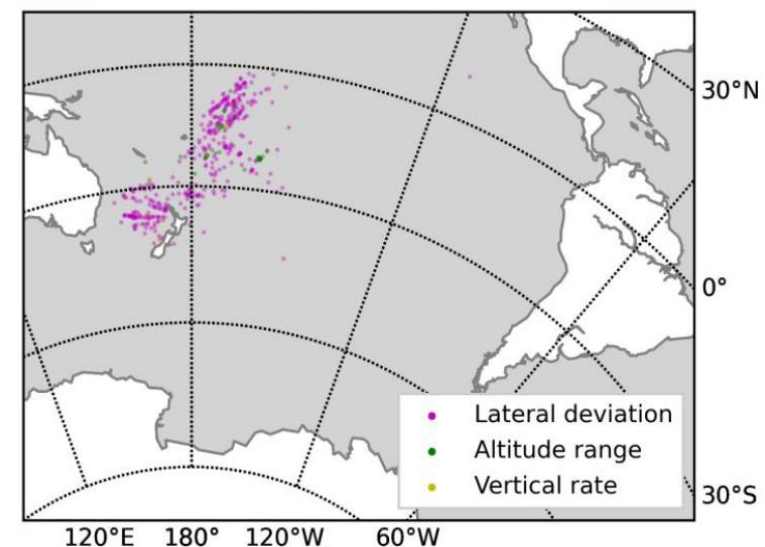 30°N
0°
Lateral deviation
Altitude range
Vertical rate
30°S
120°E 180° 120°W 60°W